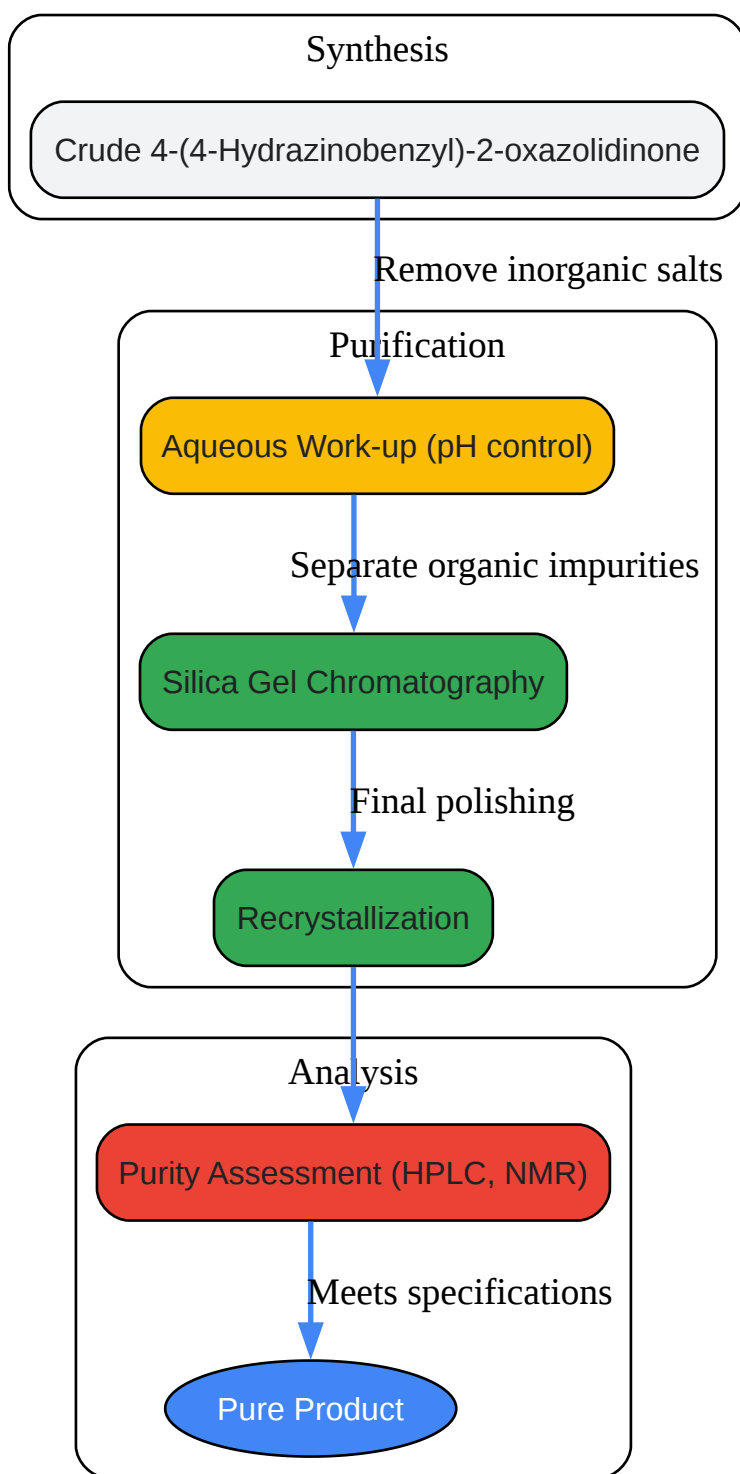 Synthesis
Crude 4-(4-Hydrazinobenzyl)-2-oxazolidinone
Remove inorganic salts
Purification
Aqueous Work-up (pH control)
Separate organic impurities
Silica Gel Chromatography
Final polishing
Recrystallization
Analysis
Purity Assessment (HPLC, NMR)
Meets specifications
Pure Product